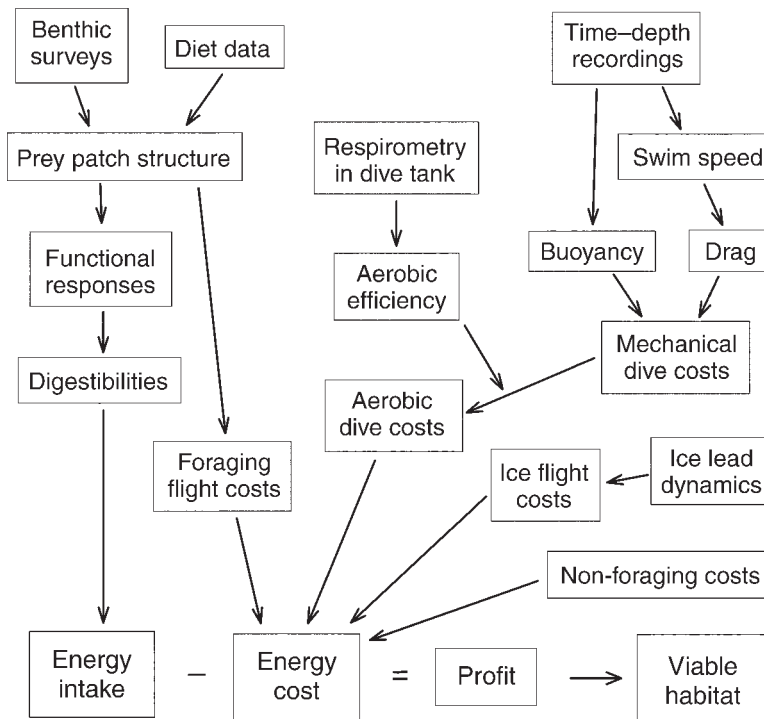 Benthic
surveys
Diet data
Time–depth
recordings
Prey patch structure
Respirometry
in dive tank
Swim speed
Functional
responses
Aerobic
efficiency
Buoyancy
Drag
Digestibilities
Mechanical
dive costs
Aerobic
dive costs
Foraging
flight costs
Ice flight
costs
Ice lead
dynamics
Non-foraging costs
Energy
intake
–
Energy
cost
=
Profit
Viable
habitat